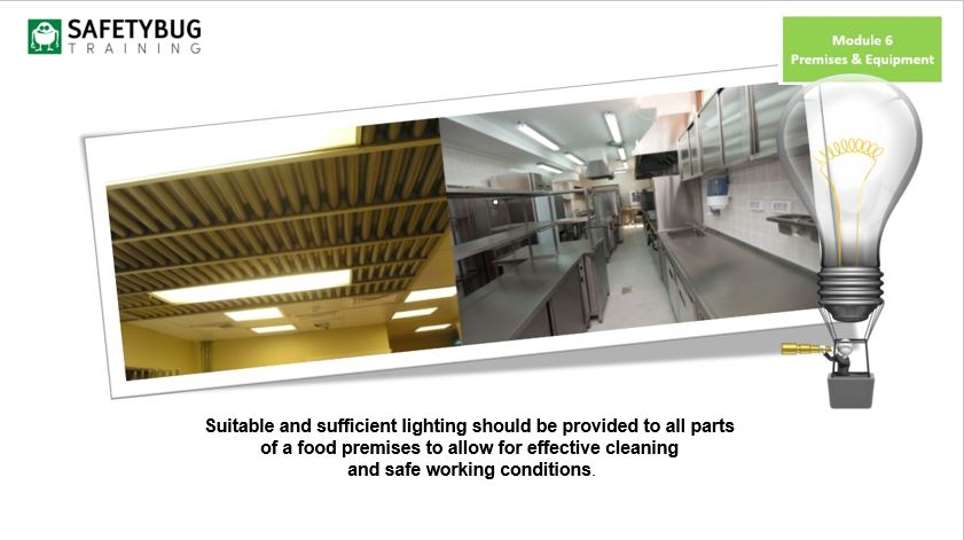 SAFETYBUG
TRAINING
Module 6
Premises & Equipment
Suitable and sufficient lighting should be provided to all parts
of a food premises to allow for effective cleaning
and safe working conditions.